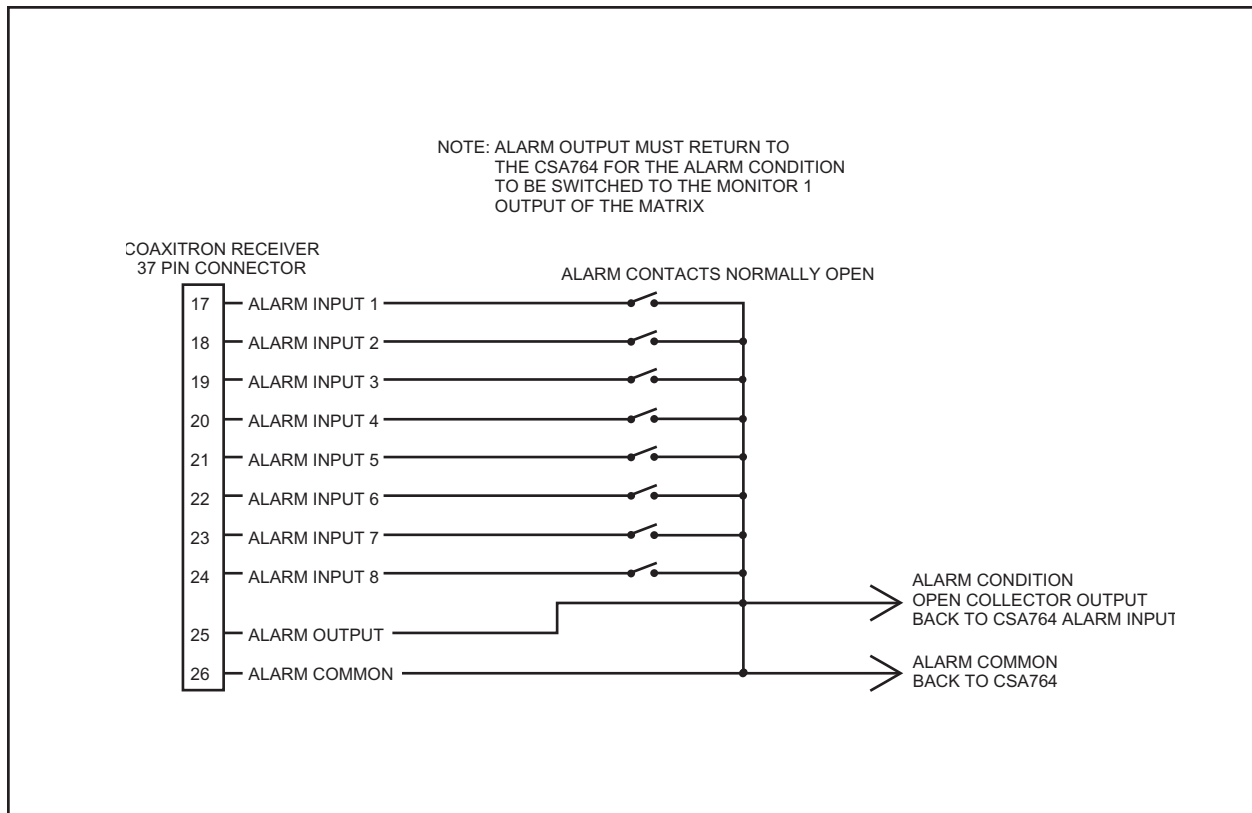 NOTE: ALARM OUTPUT MUST RETURN TO
THE CSA764 FOR THE ALARM CONDITION
TO BE SWITCHED TO THE MONITOR 1
OUTPUT OF THE MATRIX
COAXITRON RECEIVER
37 PIN CONNECTOR
ALARM CONTACTS NORMALLY OPEN
17 ALARM INPUT 1
18 ALARM INPUT 2
19 ALARM INPUT 3
20 ALARM INPUT 4
21 ALARM INPUT 5
22 ALARM INPUT 6
23 ALARM INPUT 7
24 ALARM INPUT 8
ALARM CONDITION
OPEN COLLECTOR OUTPUT
BACK TO CSA764 ALARM INPUT
25 ALARM OUTPUT
26 ALARM COMMON
ALARM COMMON
BACK TO CSA764